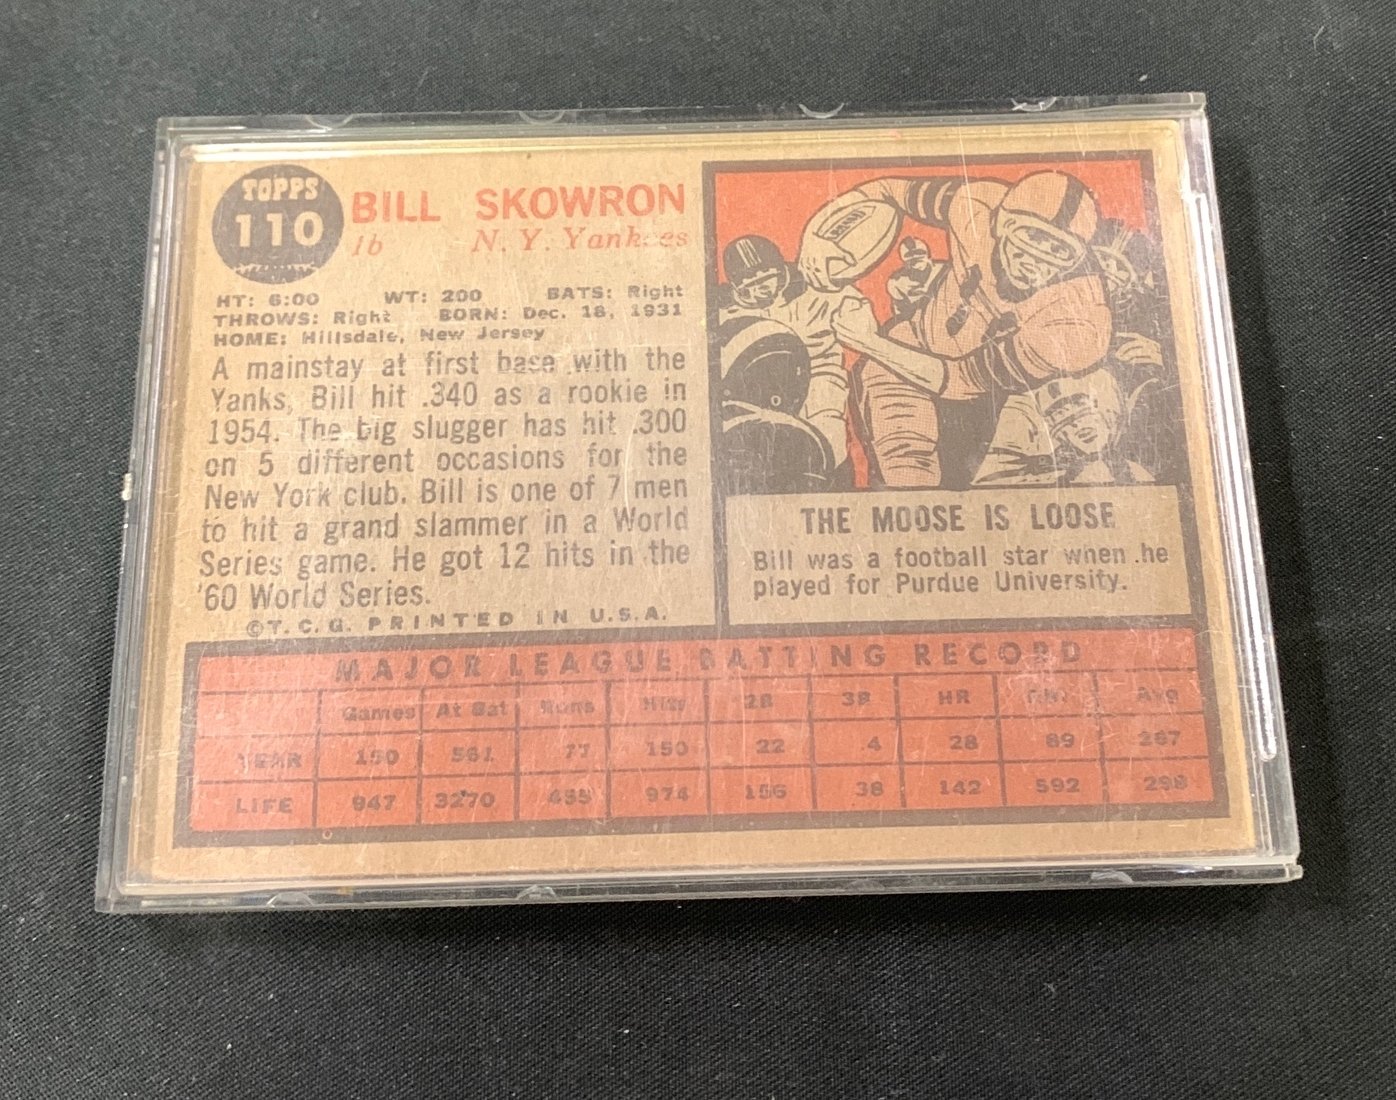 TOPPS
110
BILL SKOWRON
1b N. Y. Yankees
HT: 6:00 WT: 200 BATS: Right
THROWS: Right BORN: Dec. 18, 1931
HOME: Hillsdale, New Jersey
A mainstay at first base with the
Yanks, Bill hit .340 as a rookie in
1954. The big slugger has hit .300
on 5 different occasions for the
New York club. Bill is one of 7 men
to hit a grand slammer in a World
Series game. He got 12 hits in the
'60 World Series.
©T. C. G. PRINTED IN U.S.A.
THE MOOSE IS LOOSE
Bill was a football star when he
played for Purdue University.
MAJOR LEAGUE BATTING RECORD
Games At Bat Runs Hits 2B 3B HR RBI Avg
YEAR 150 561 77 150 22 4 28 89 267
LIFE 947 3270 455 974 156 38 142 592 298